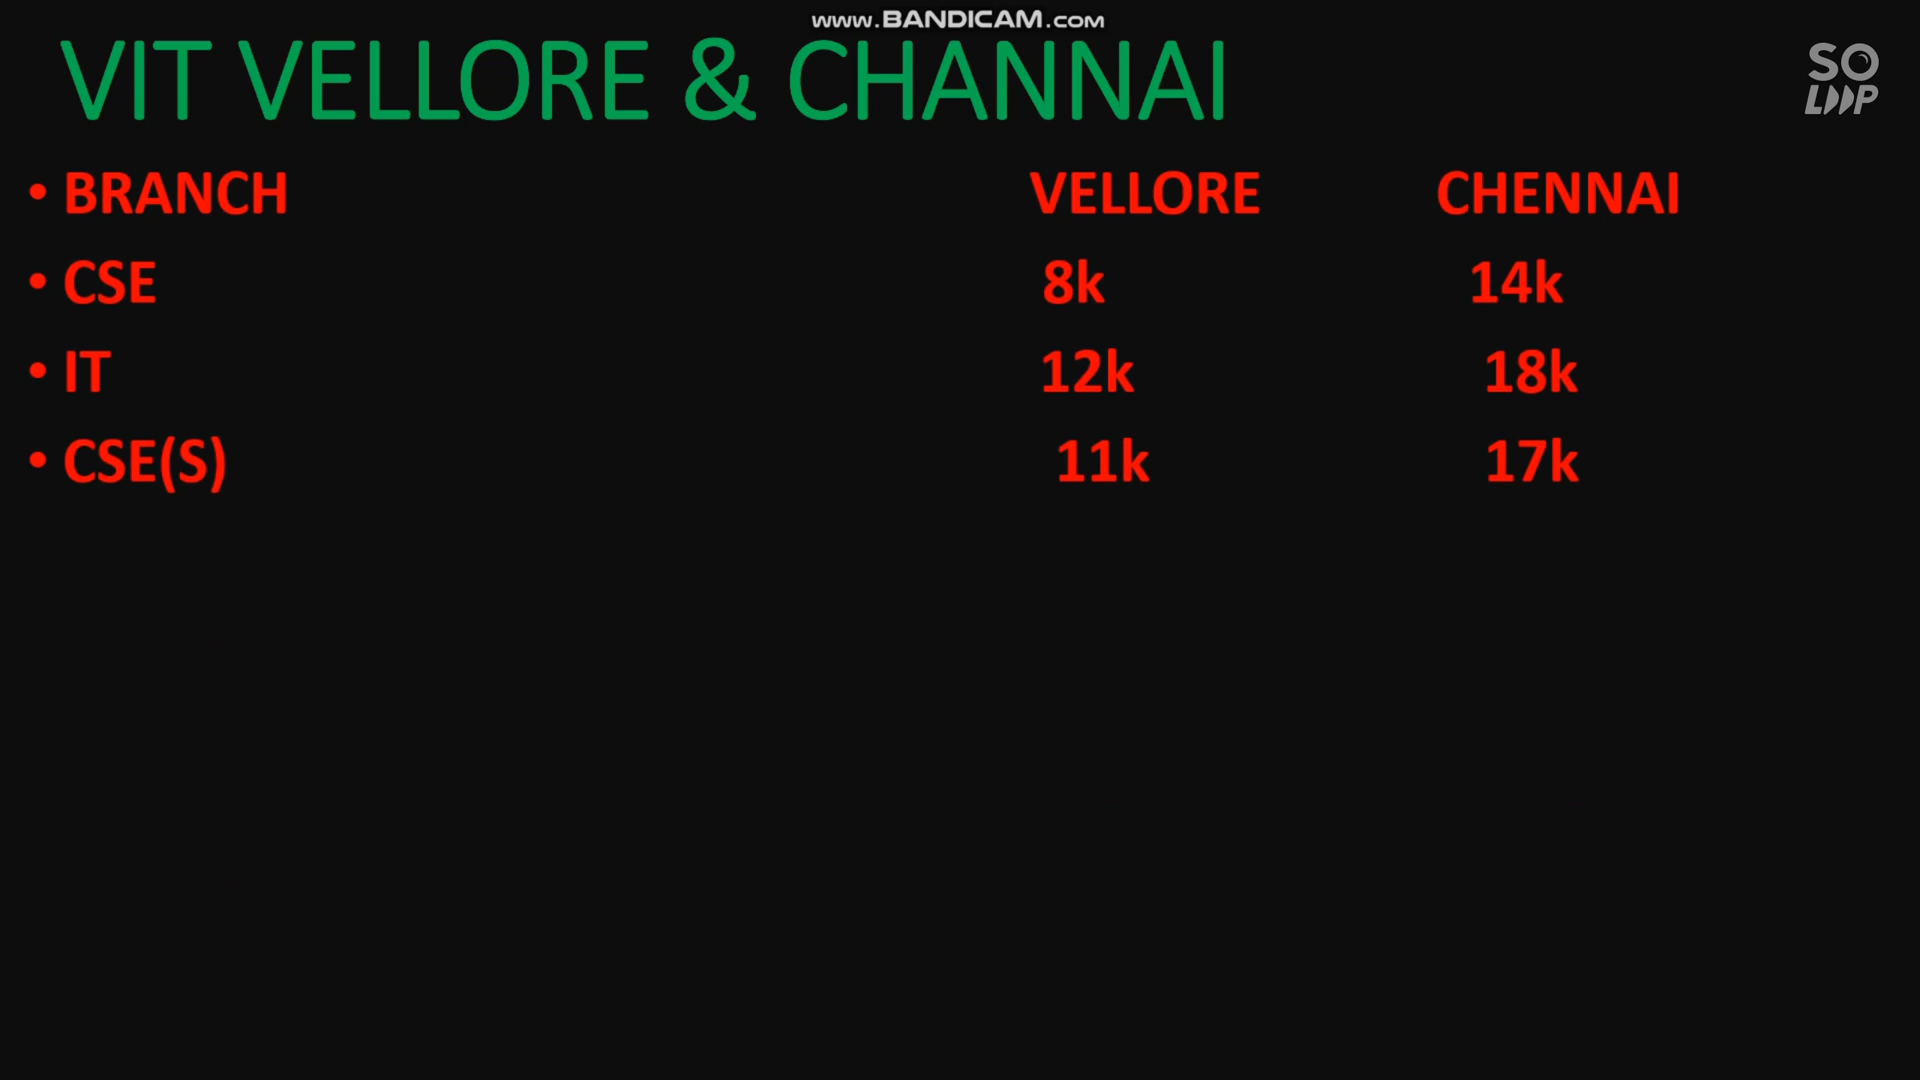 www.BANDICAM.com
VIT VELLORE & CHANNAI
SO
LOOP
• BRANCH VELLORE CHENNAI
• CSE 8k 14k
• IT 12k 18k
• CSE(S) 11k 17k